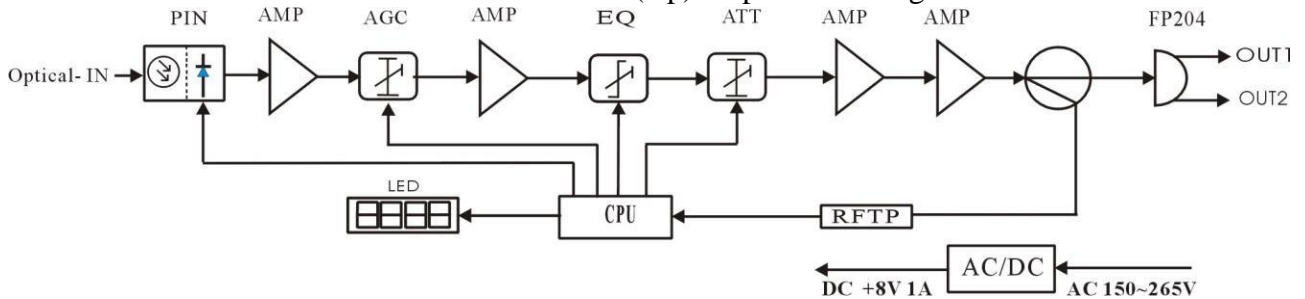 PIN AMP AGC AMP EQ ATT AMP AMP FP204
Optical- IN
OUT1
OUT2
LED
CPU
RFTP
AC/DC
DC +8V 1A
AC 150~265V